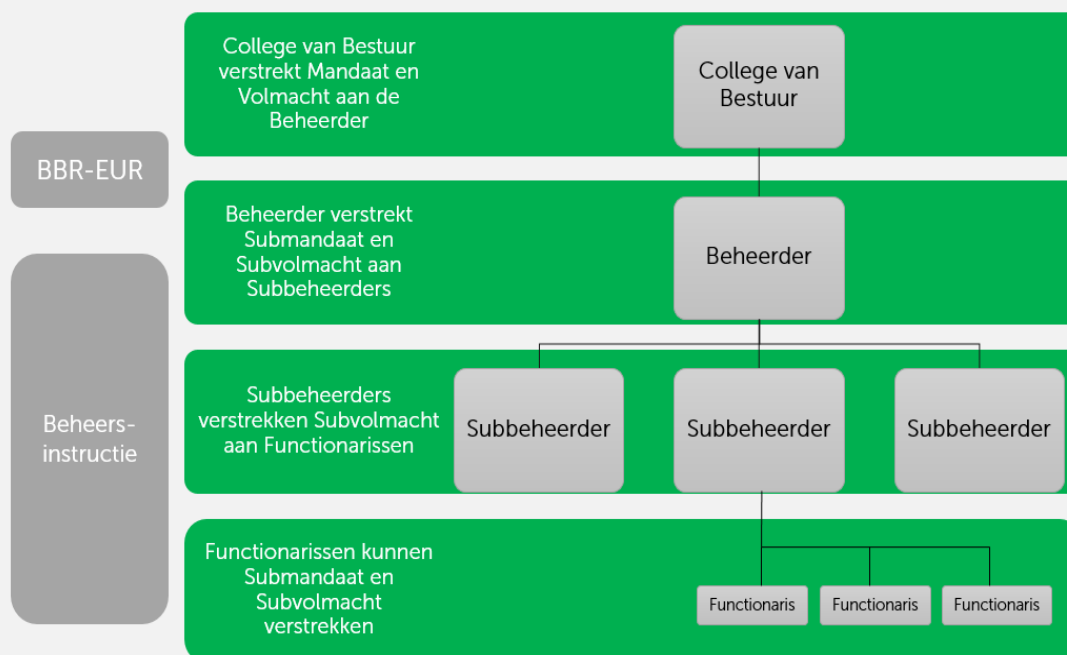 College van Bestuur
verstrekt Mandaat en
Volmacht aan de
Beheerder
College van
Bestuur
BBR-EUR
Beheerder verstrekt
Submandaat en
Subvolmacht aan
Subbeheerders
Beheerder
Beheers-
instructie
Subbeheerders
verstrekken Subvolmacht
aan Functionarissen
Subbeheerder
Subbeheerder
Subbeheerder
Functionarissen kunnen
Submandaat en
Subvolmacht
verstrekken
Functionaris
Functionaris
Functionaris